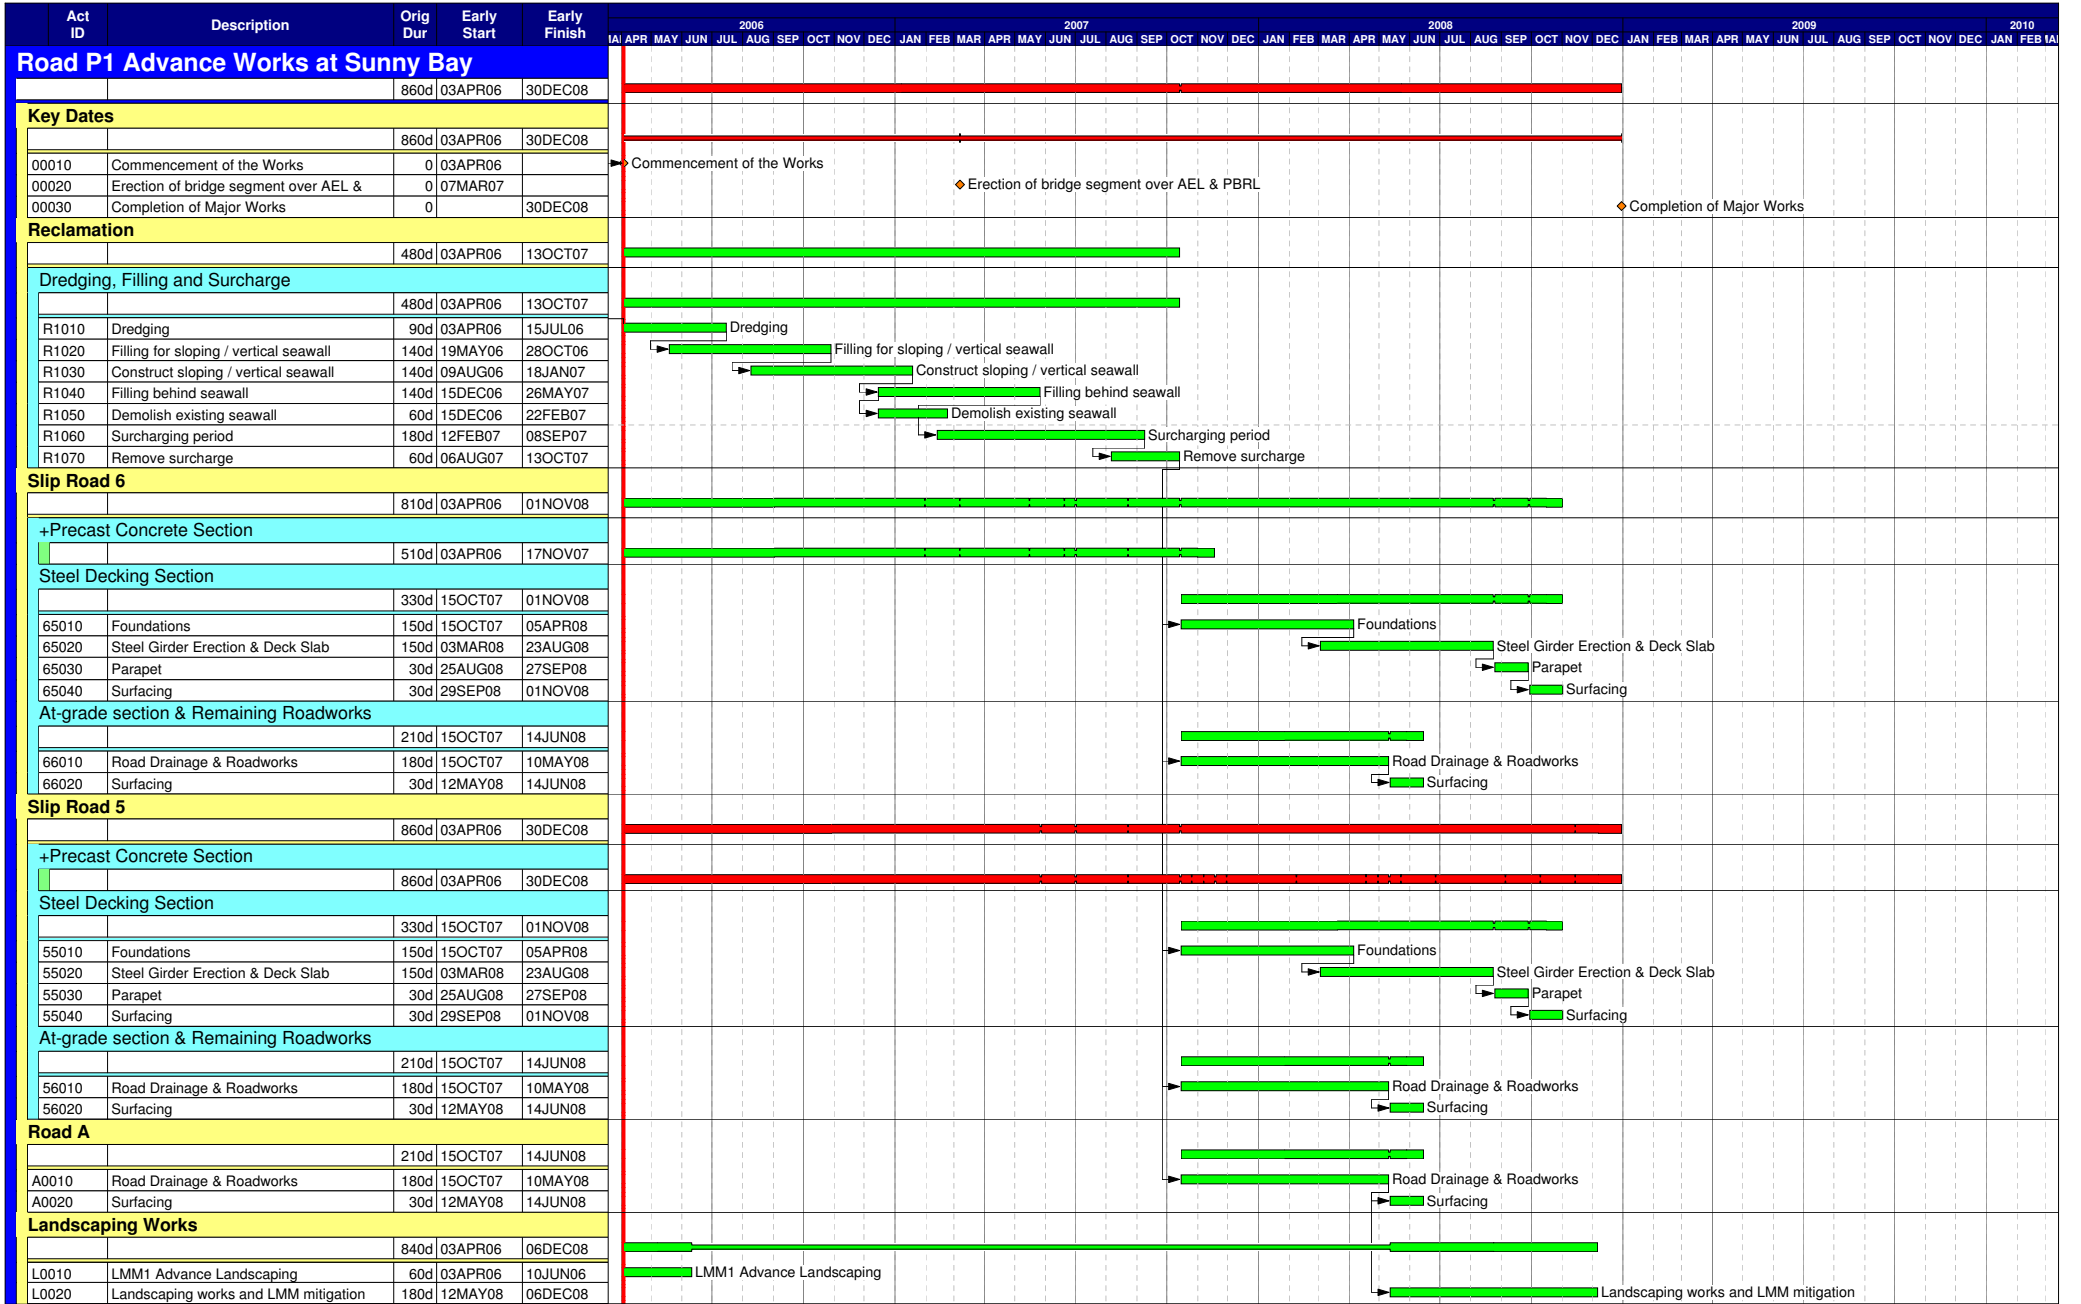 Act ID Description Orig Dur Early Start Early Finish
2006 2007 2008 2009 2010
APR MAY JUN JUL AUG SEP OCT NOV DEC JAN FEB MAR APR MAY JUN JUL AUG SEP OCT NOV DEC JAN FEB MAR APR MAY JUN JUL AUG SEP OCT NOV DEC JAN FEB MAR APR MAY JUN JUL AUG SEP OCT NOV DEC JAN FEB
Road P1 Advance Works at Sunny Bay
860d 03APR06 30DEC08
Key Dates
860d 03APR06 30DEC08
00010 Commencement of the Works 0 03APR06 Commencement of the Works
00020 Erection of bridge segment over AEL & 0 07MAR07 Erection of bridge segment over AEL & PBRL
00030 Completion of Major Works 0 30DEC08 Completion of Major Works
Reclamation
480d 03APR06 13OCT07
Dredging, Filling and Surcharge
480d 03APR06 13OCT07
R1010 Dredging 90d 03APR06 15JUL06 Dredging
R1020 Filling for sloping / vertical seawall 140d 19MAY06 28OCT06 Filling for sloping / vertical seawall
R1030 Construct sloping / vertical seawall 140d 09AUG06 18JAN07 Construct sloping / vertical seawall
R1040 Filling behind seawall 140d 15DEC06 26MAY07 Filling behind seawall
R1050 Demolish existing seawall 60d 15DEC06 22FEB07 Demolish existing seawall
R1060 Surcharging period 180d 12FEB07 08SEP07 Surcharging period
R1070 Remove surcharge 60d 06AUG07 13OCT07 Remove surcharge
Slip Road 6
810d 03APR06 01NOV08
+Precast Concrete Section
510d 03APR06 17NOV07
Steel Decking Section
330d 15OCT07 01NOV08
65010 Foundations 150d 15OCT07 05APR08 Foundations
65020 Steel Girder Erection & Deck Slab 150d 03MAR08 23AUG08 Steel Girder Erection & Deck Slab
65030 Parapet 30d 25AUG08 27SEP08 Parapet
65040 Surfacing 30d 29SEP08 01NOV08 Surfacing
At-grade section & Remaining Roadworks
210d 15OCT07 14JUN08
66010 Road Drainage & Roadworks 180d 15OCT07 10MAY08 Road Drainage & Roadworks
66020 Surfacing 30d 12MAY08 14JUN08 Surfacing
Slip Road 5
860d 03APR06 30DEC08
+Precast Concrete Section
860d 03APR06 30DEC08
Steel Decking Section
330d 15OCT07 01NOV08
55010 Foundations 150d 15OCT07 05APR08 Foundations
55020 Steel Girder Erection & Deck Slab 150d 03MAR08 23AUG08 Steel Girder Erection & Deck Slab
55030 Parapet 30d 25AUG08 27SEP08 Parapet
55040 Surfacing 30d 29SEP08 01NOV08 Surfacing
At-grade section & Remaining Roadworks
210d 15OCT07 14JUN08
56010 Road Drainage & Roadworks 180d 15OCT07 10MAY08 Road Drainage & Roadworks
56020 Surfacing 30d 12MAY08 14JUN08 Surfacing
Road A
210d 15OCT07 14JUN08
A0010 Road Drainage & Roadworks 180d 15OCT07 10MAY08 Road Drainage & Roadworks
A0020 Surfacing 30d 12MAY08 14JUN08 Surfacing
Landscaping Works
840d 03APR06 06DEC08
L0010 LMM1 Advance Landscaping 60d 03APR06 10JUN06 LMM1 Advance Landscaping
L0020 Landscaping works and LMM mitigation 180d 12MAY08 06DEC08 Landscaping works and LMM mitigation